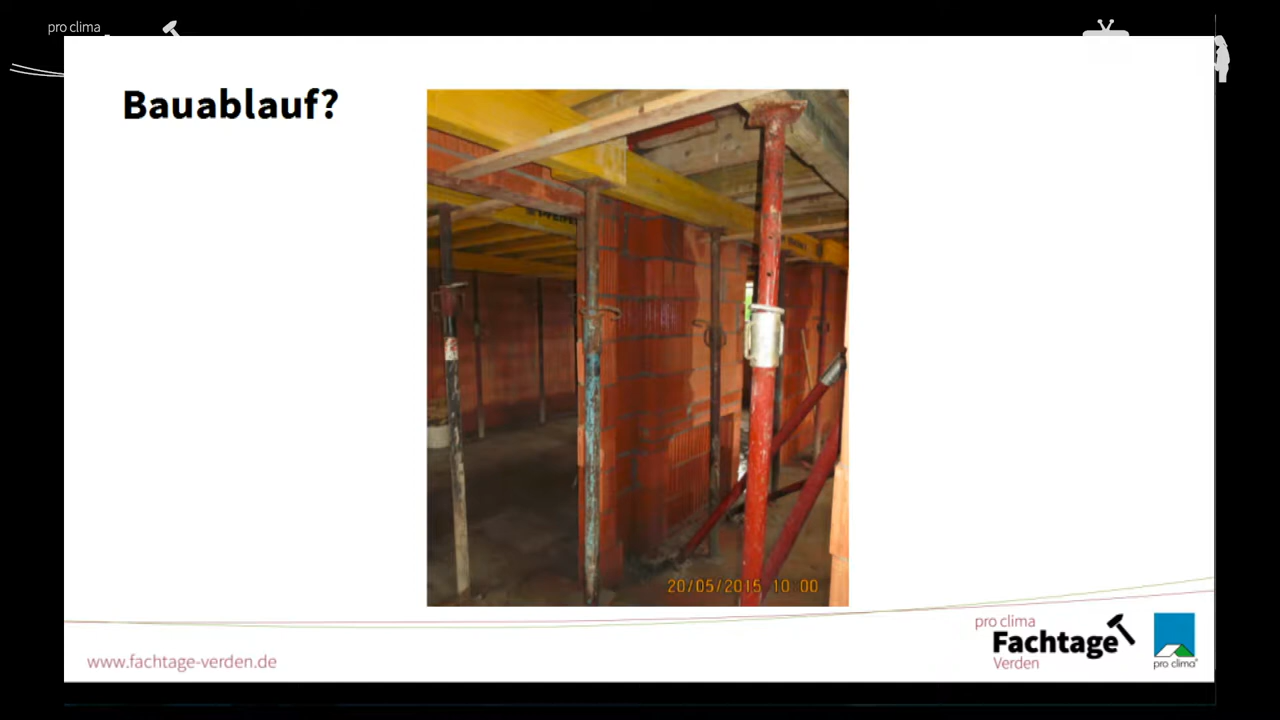 pro clima
Bauablauf?
20/05/2015 10 00
pro clima
Fachtage
Verden
www.fachtage-verden.de
pro clima